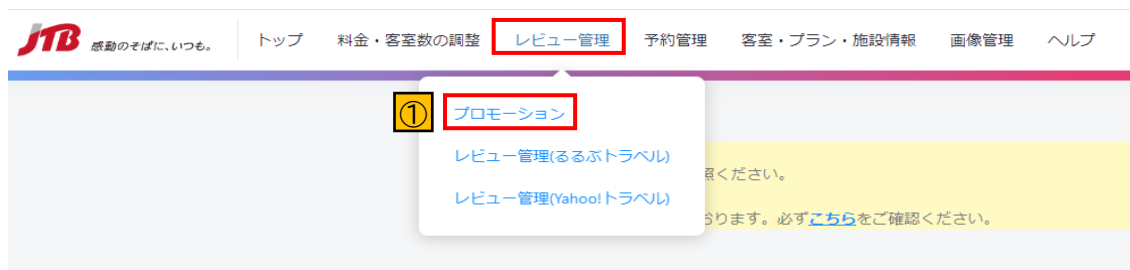 JTB 感動のそばに、いつも。 トップ 料金・客室数の調整 レビュー管理 予約管理 客室・プラン・施設情報 画像管理 ヘルプ
① プロモーション
レビュー管理(るるぶトラベル)
ください。
レビュー管理(Yahoo!トラベル)
おります。必ずこちらをご確認ください。